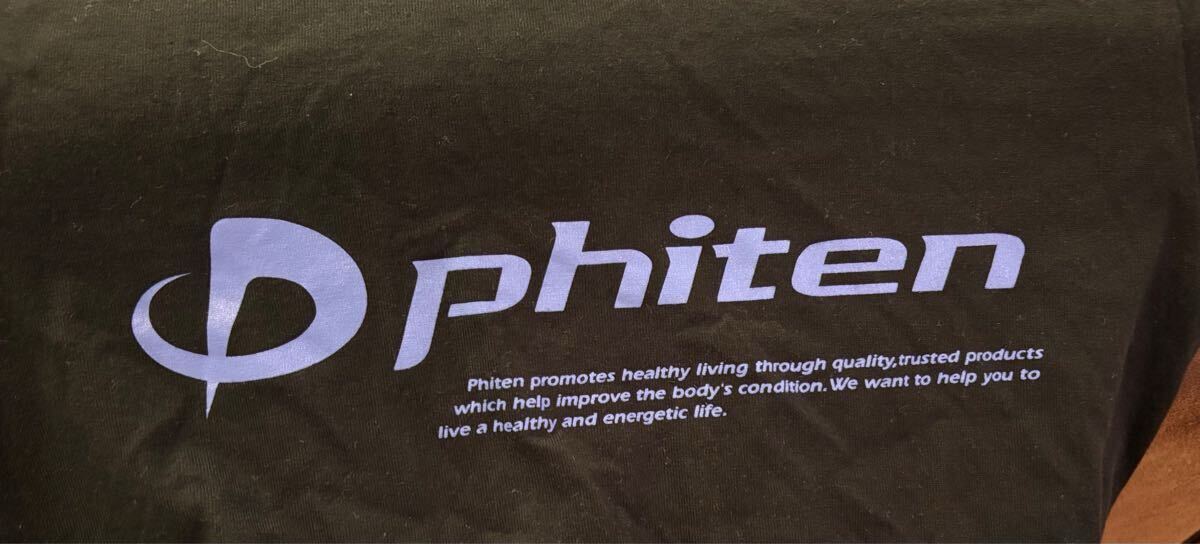 phiten
Phiten promotes healthy living through quality,trusted products
which help improve the body's condition.We want to help you to
live a healthy and energetic life.